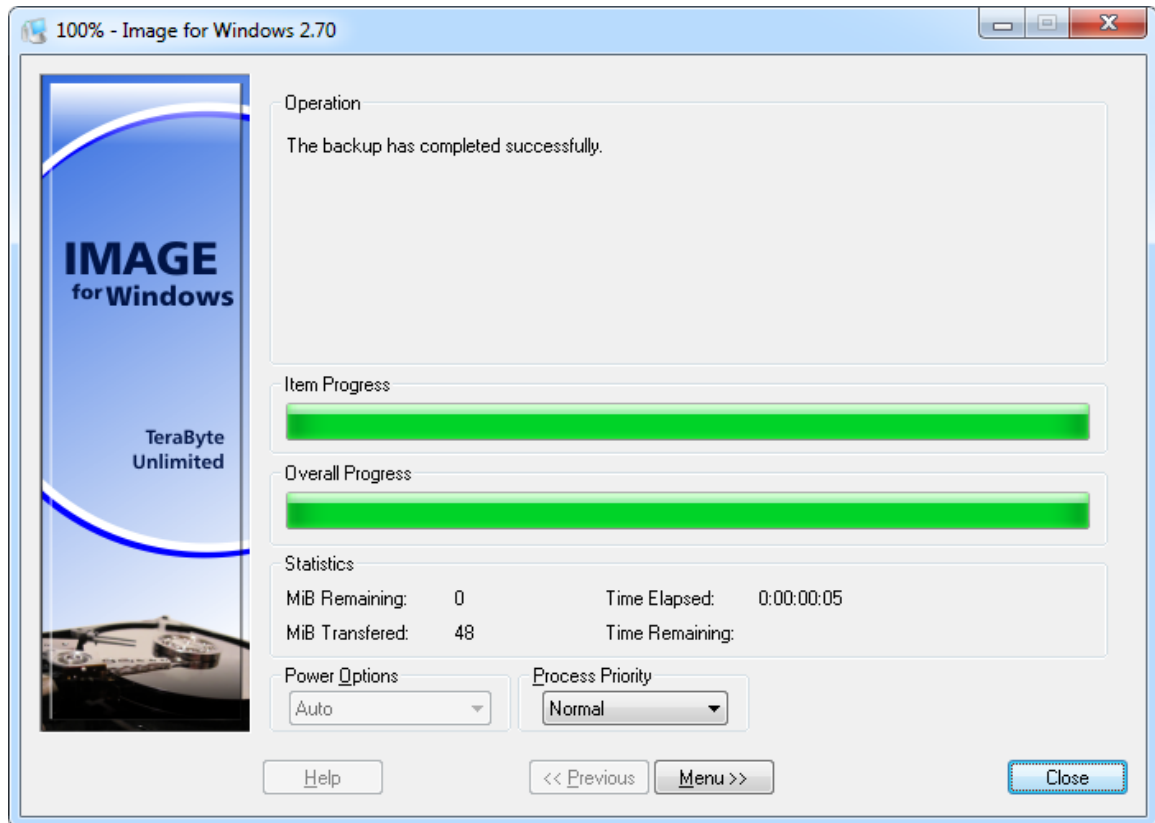 100% - Image for Windows 2.70
IMAGE
for Windows
TeraByte
Unlimited
Operation
The backup has completed successfully.
Item Progress
Overall Progress
Statistics
MiB Remaining: 0 Time Elapsed: 0:00:00:05
MiB Transfered: 48 Time Remaining:
Power Options Process Priority
Auto Normal
Help << Previous Menu >> Close